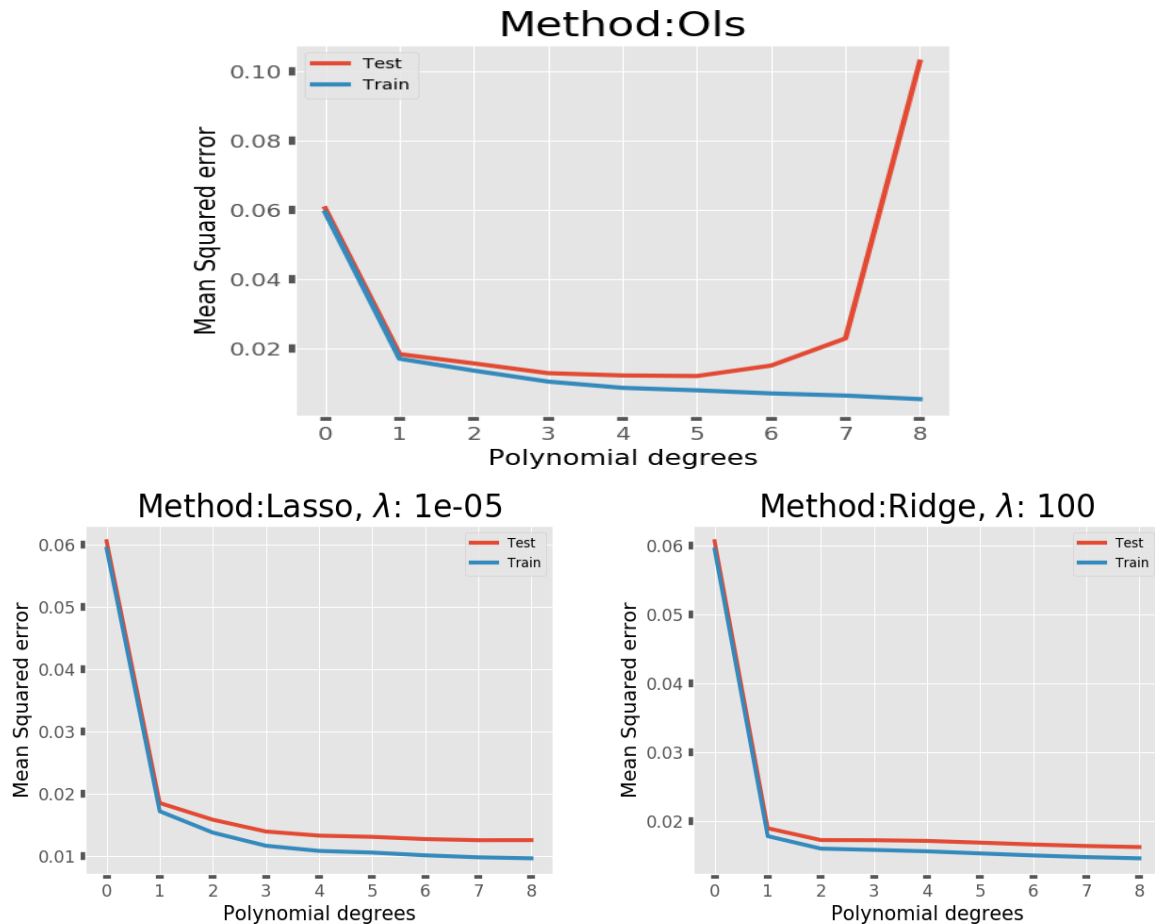 Method:Ols
Test
Train
0.10
0.08
0.06
0.04
0.02
Mean Squared error
0 1 2 3 4 5 6 7 8
Polynomial degrees
Method:Lasso, λ: 1e-05
Test
Train
0.06
0.05
0.04
0.03
0.02
0.01
Mean Squared error
0 1 2 3 4 5 6 7 8
Polynomial degrees
Method:Ridge, λ: 100
Test
Train
0.06
0.05
0.04
0.03
0.02
Mean Squared error
0 1 2 3 4 5 6 7 8
Polynomial degrees